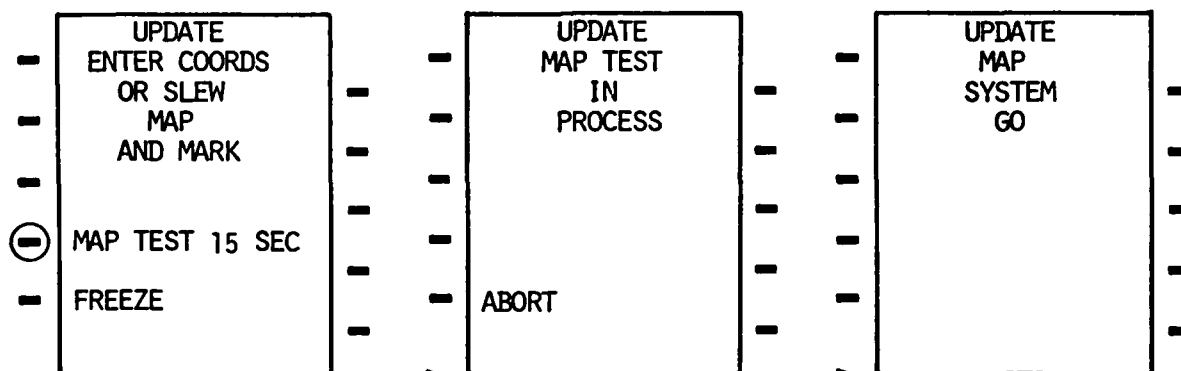 UPDATE
ENTER COORDS
OR SLEW
MAP
AND MARK
MAP TEST 15 SEC
FREEZE
UPDATE
MAP TEST
IN
PROCESS
ABORT
UPDATE
MAP
SYSTEM
GO